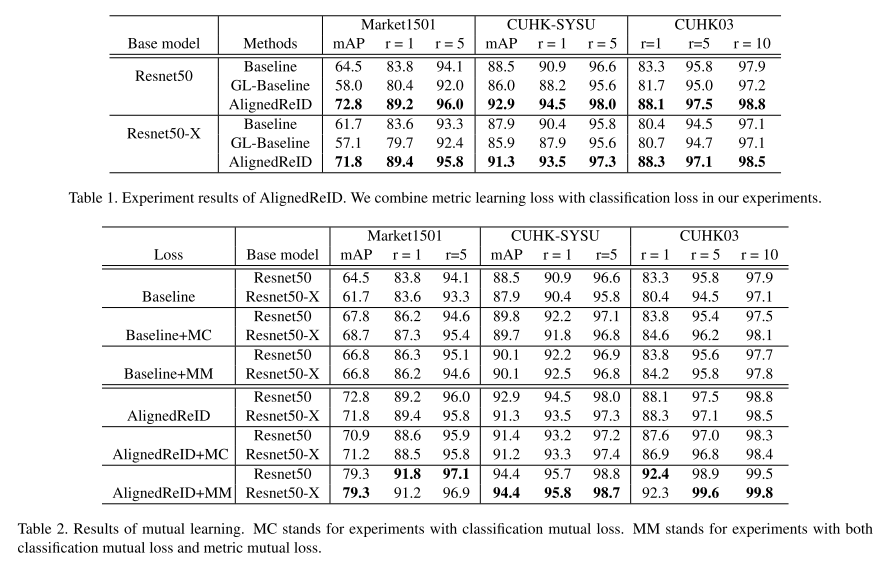 Market1501 CUHK-SYSU CUHK03
Base model Methods mAP r = 1 r = 5 mAP r = 1 r = 5 r=1 r=5 r = 10
Resnet50 Baseline 64.5 83.8 94.1 88.5 90.9 96.6 83.3 95.8 97.9
GL-Baseline 58.0 80.4 92.0 86.0 88.2 95.6 81.7 95.0 97.2
AlignedReID 72.8 89.2 96.0 92.9 94.5 98.0 88.1 97.5 98.8
Resnet50-X Baseline 61.7 83.6 93.3 87.9 90.4 95.8 80.4 94.5 97.1
GL-Baseline 57.1 79.7 92.4 85.9 87.9 95.6 80.7 94.7 97.1
AlignedReID 71.8 89.4 95.8 91.3 93.5 97.3 88.3 97.1 98.5
Table 1. Experiment results of AlignedReID. We combine metric learning loss with classification loss in our experiments.
Market1501 CUHK-SYSU CUHK03
Loss Base model mAP r = 1 r=5 mAP r = 1 r=5 r = 1 r = 5 r = 10
Resnet50 64.5 83.8 94.1 88.5 90.9 96.6 83.3 95.8 97.9
Baseline Resnet50-X 61.7 83.6 93.3 87.9 90.4 95.8 80.4 94.5 97.1
Resnet50 67.8 86.2 94.6 89.8 92.2 97.1 83.8 95.4 97.5
Baseline+MC Resnet50-X 68.7 87.3 95.4 89.7 91.8 96.8 84.6 96.2 98.1
Resnet50 66.8 86.3 95.1 90.1 92.2 96.9 83.8 95.6 97.7
Baseline+MM Resnet50-X 66.8 86.2 94.6 90.1 92.5 96.8 84.2 95.8 97.8
Resnet50 72.8 89.2 96.0 92.9 94.5 98.0 88.1 97.5 98.8
AlignedReID Resnet50-X 71.8 89.4 95.8 91.3 93.5 97.3 88.3 97.1 98.5
Resnet50 70.9 88.6 95.9 91.4 93.2 97.2 87.6 97.0 98.3
AlignedReID+MC Resnet50-X 71.2 88.5 95.8 91.2 93.3 97.4 86.9 96.8 98.4
Resnet50 79.3 91.8 97.1 94.4 95.7 98.8 92.4 98.9 99.5
AlignedReID+MM Resnet50-X 79.3 91.2 96.9 94.4 95.8 98.7 92.3 99.6 99.8
Table 2. Results of mutual learning. MC stands for experiments with classification mutual loss. MM stands for experiments with both
classification mutual loss and metric mutual loss.